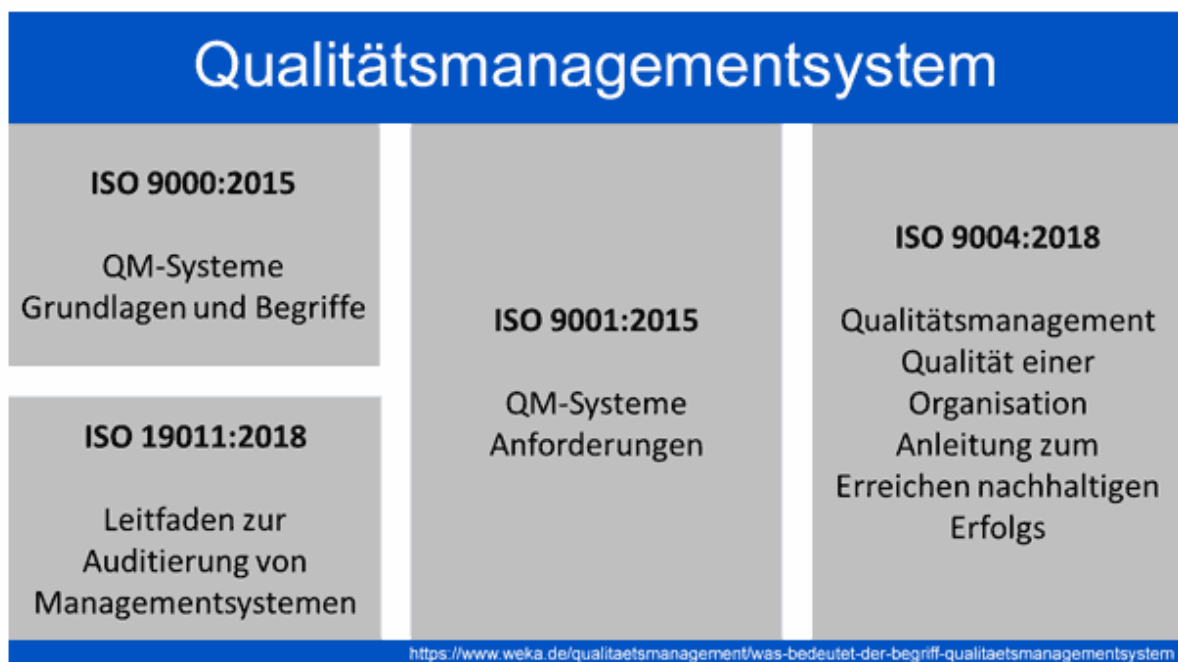 Qualitätsmanagementsystem
ISO 9000:2015
QM-Systeme
Grundlagen und Begriffe
ISO 19011:2018
Leitfaden zur
Auditierung von
Managementsystemen
ISO 9001:2015
QM-Systeme
Anforderungen
ISO 9004:2018
Qualitätsmanagement
Qualität einer
Organisation
Anleitung zum
Erreichen nachhaltigen
Erfolgs
https://www.weka.de/qualitaetsmanagement/was-bedeutet-der-begriff-qualitaetsmanagementsystem